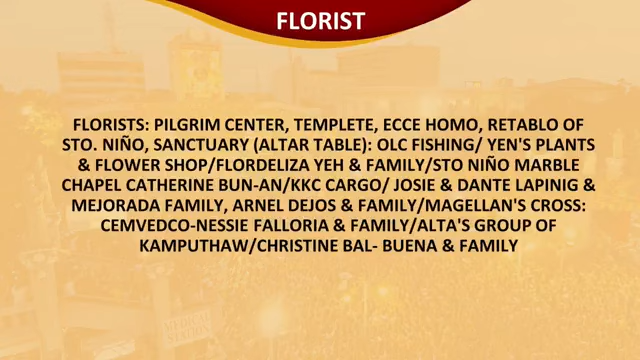 FLORIST
FLORISTS: PILGRIM CENTER, TEMPLETE, ECCE HOMO, RETABLO OF
STO. NIÑO, SANCTUARY (ALTAR TABLE): OLC FISHING/ YEN'S PLANTS
& FLOWER SHOP/FLORDELIZA YEH & FAMILY/STO NIÑO MARBLE
CHAPEL CATHERINE BUN-AN/KKC CARGO/ JOSIE & DANTE LAPINIG &
MEJORADA FAMILY, ARNEL DEJOS & FAMILY/MAGELLAN'S CROSS:
CEMVEDCO-NESSIE FALLORIA & FAMILY/ALTA'S GROUP OF
KAMPUTHAW/CHRISTINE BAL- BUENA & FAMILY